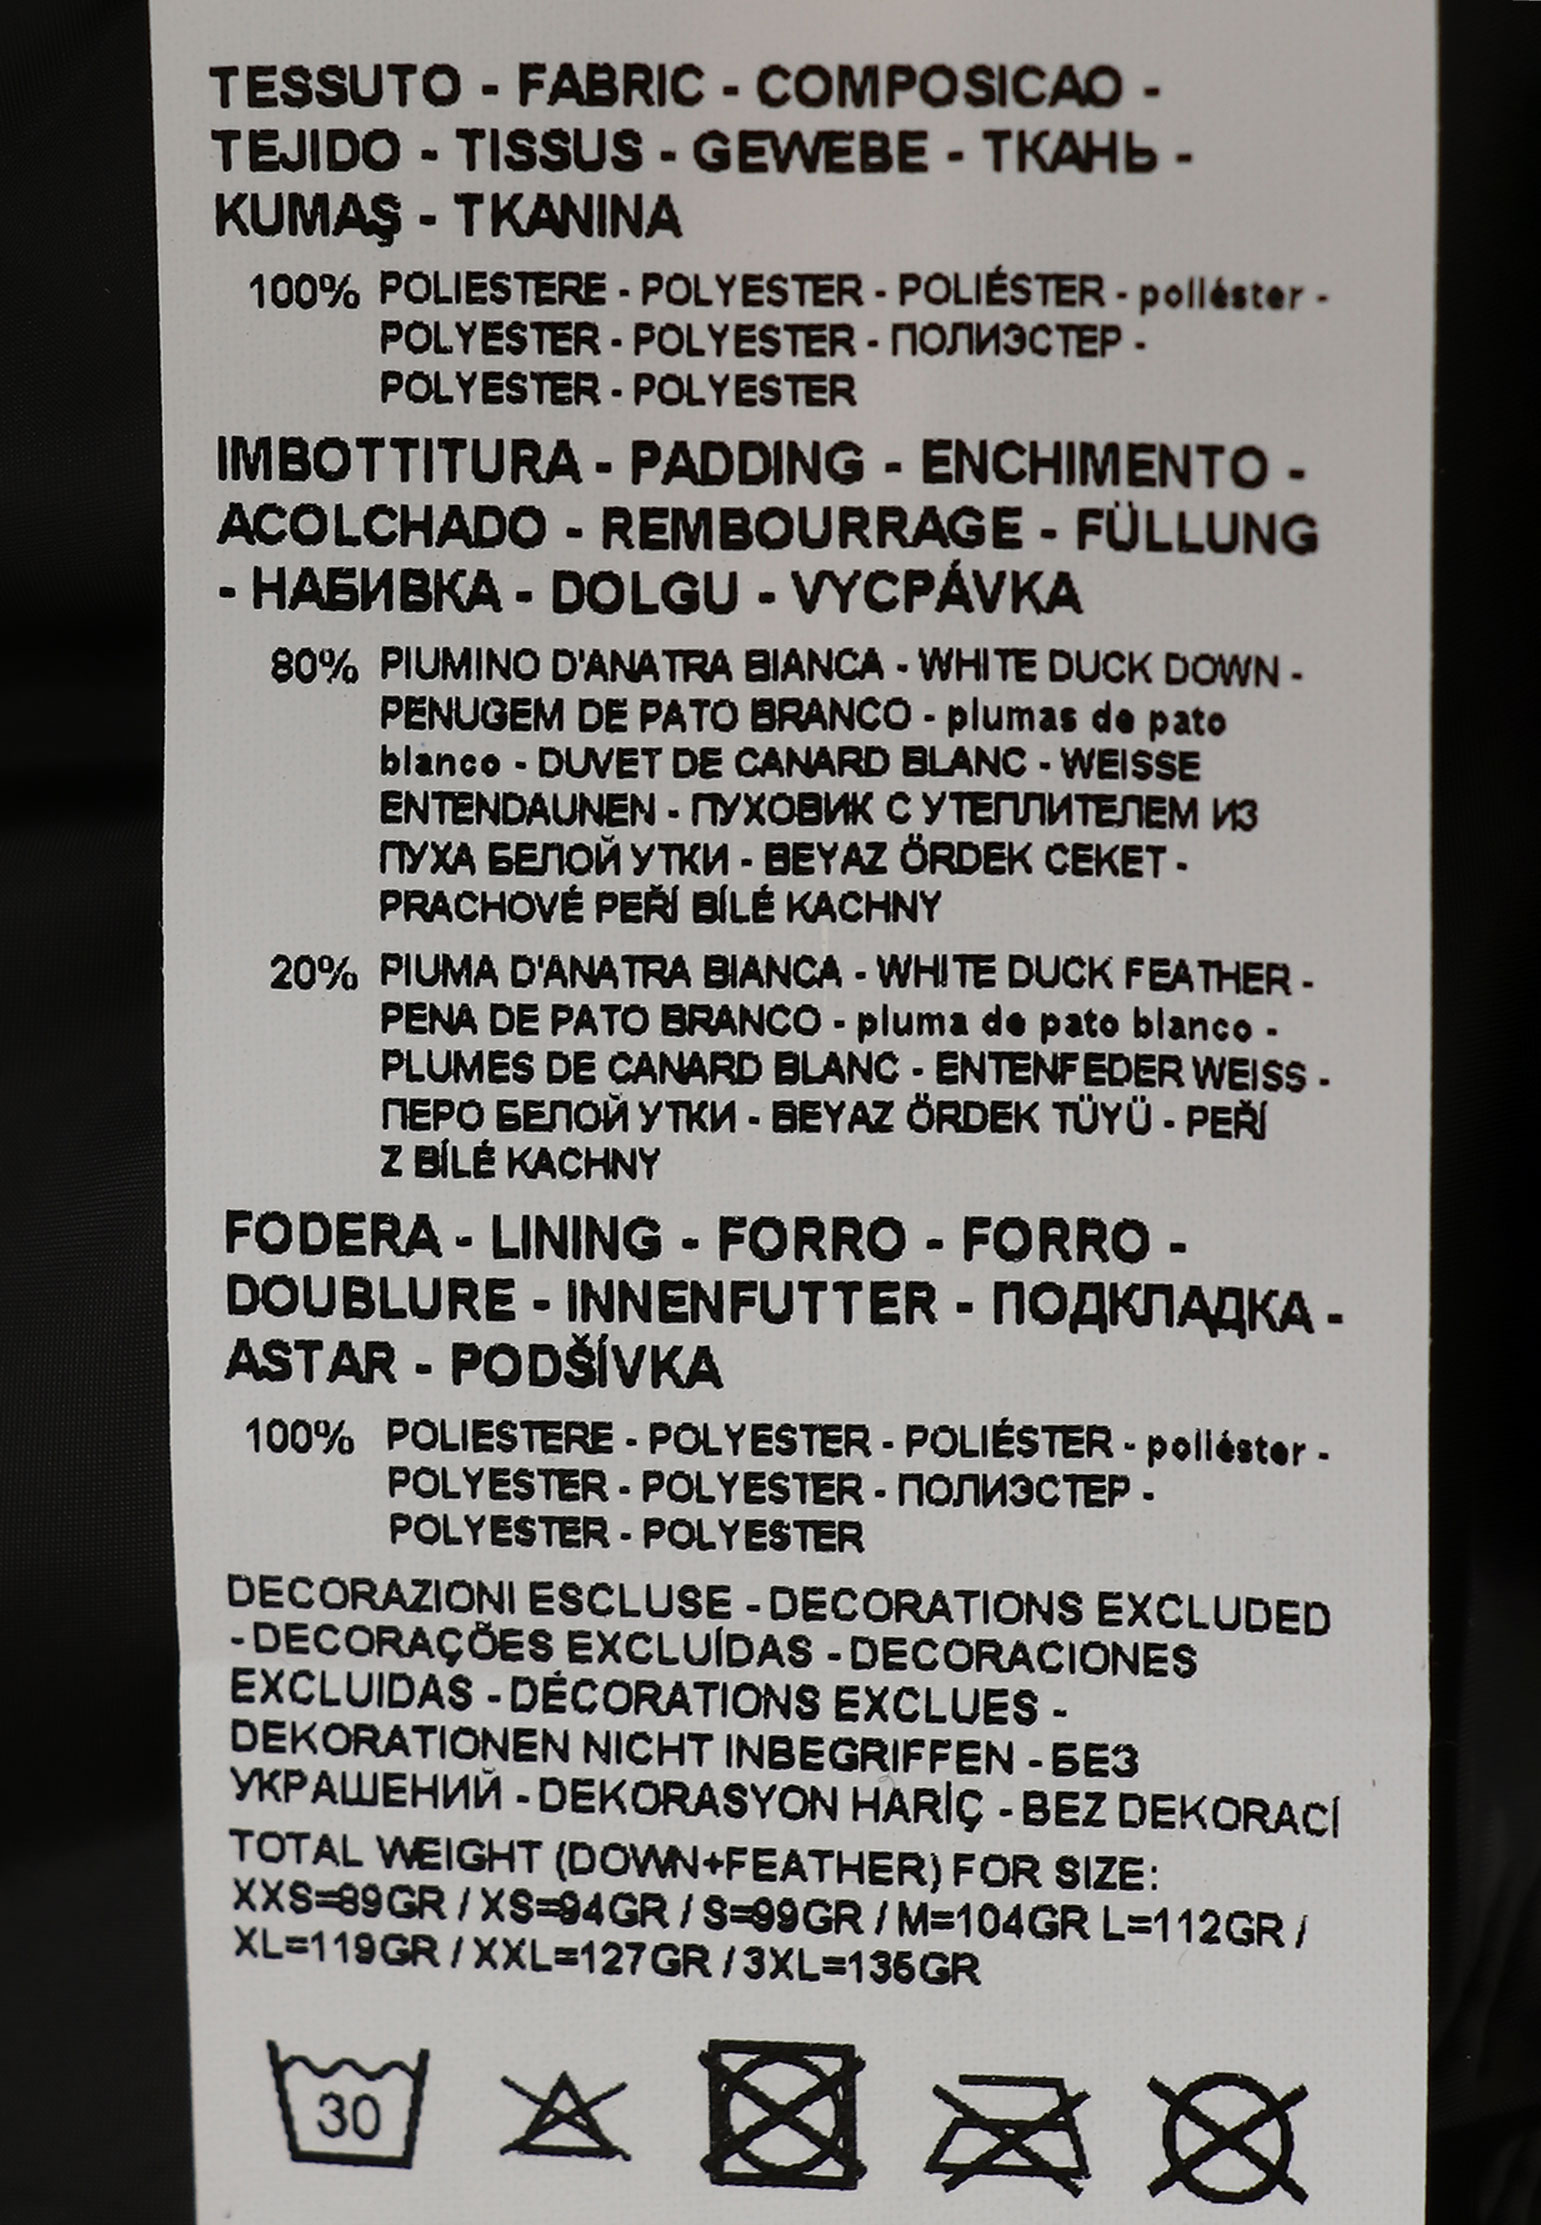 TESSUTO - FABRIC - COMPOSICAO -
TEJIDO - TISSUS - GEWEBE - ТКАНЬ -
KUMAŞ - TKANINA
100% POLIESTERE - POLYESTER - POLIÉSTER - poliéster -
POLYESTER - POLYESTER - ПОЛИЭСТЕР -
POLYESTER - POLYESTER
IMBOTTITURA - PADDING - ENCHIMENTO -
ACOLCHADO - REMBOURRAGE - FÜLLUNG
- НАБИВКА - DOLGU - VYCPÁVKA
80% PIUMINO D'ANATRA BIANCA - WHITE DUCK DOWN -
PENUGEM DE PATO BRANCO - plumas de pato
blanco - DUVET DE CANARD BLANC - WEISSE
ENTENDAUNEN - ПУХОВИК С УТЕПЛИТЕЛЕМ ИЗ
ПУХА БЕЛОЙ УТКИ - BEYAZ ÖRDEK CEKET -
PRACHOVÉ PEŘÍ BÍLÉ KACHNY
20% PIUMA D'ANATRA BIANCA - WHITE DUCK FEATHER -
PENA DE PATO BRANCO - pluma de pato blanco -
PLUMES DE CANARD BLANC - ENTENFEDER WEISS -
ПЕРО БЕЛОЙ УТКИ - BEYAZ ÖRDEK TÜYÜ - PEŘÍ
Z BÍLÉ KACHNY
FODERA - LINING - FORRO - FORRO -
DOUBLURE - INNENFUTTER - ПОДКЛАДКА -
ASTAR - PODŠÍVKA
100% POLIESTERE - POLYESTER - POLIÉSTER - poliéster -
POLYESTER - POLYESTER - ПОЛИЭСТЕР -
POLYESTER - POLYESTER
DECORAZIONI ESCLUSE - DECORATIONS EXCLUDED
- DECORAÇÕES EXCLUÍDAS - DECORACIONES
EXCLUIDAS - DÉCORATIONS EXCLUES -
DEKORATIONEN NICHT INBEGRIFFEN - БЕЗ
УКРАШЕНИЙ - DEKORASYON HARİÇ - BEZ DEKORACÍ
TOTAL WEIGHT (DOWN+FEATHER) FOR SIZE:
XXS=89GR / XS=94GR / S=99GR / M=104GR L=112GR /
XL=119GR / XXL=127GR / 3XL=135GR
30